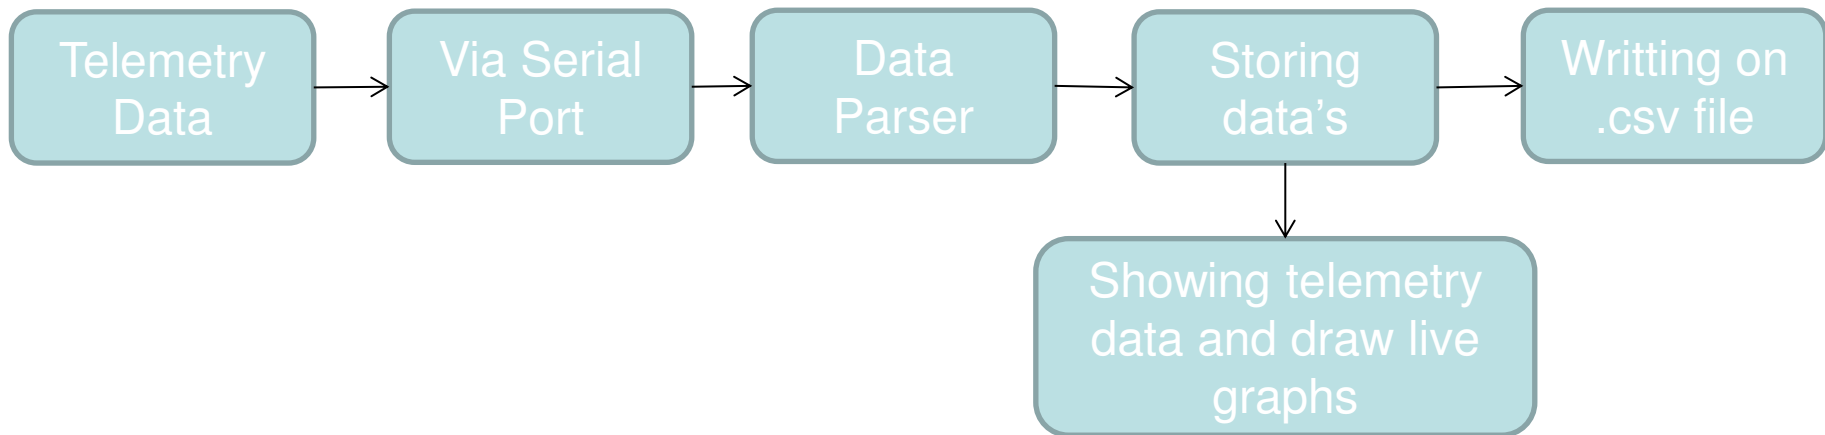 Telemetry
Data
Via Serial
Port
Data
Parser
Storing
data’s
Writting on
.csv file
Showing telemetry
data and draw live
graphs